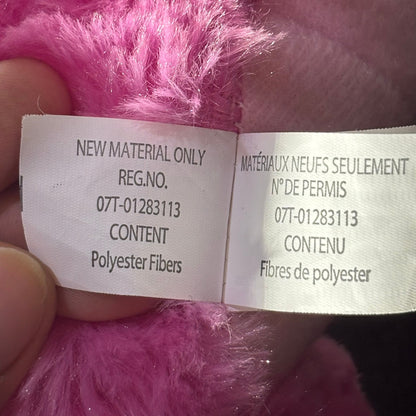 NEW MATERIAL ONLY
REG.NO.
07T-01283113
CONTENT
Polyester Fibers
MATÉRIAUX NEUFS SEULEMENT
N° DE PERMIS
07T-01283113
CONTENU
Fibres de polyester